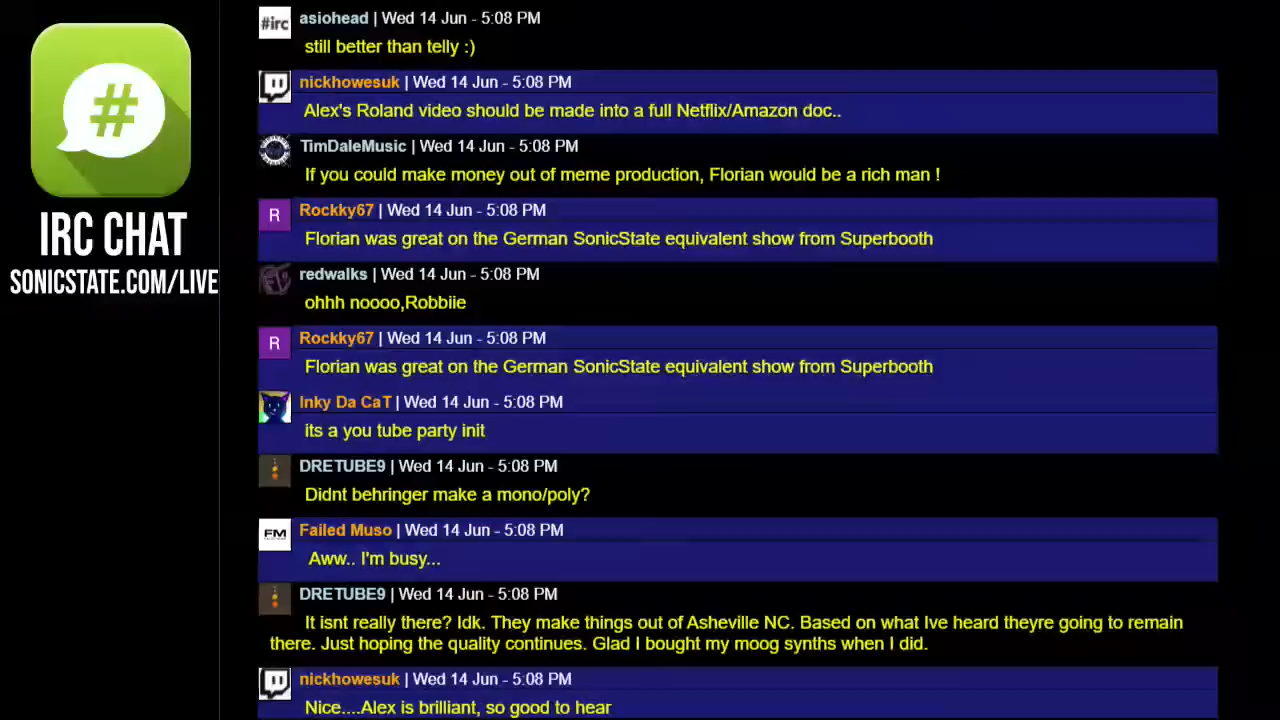 #irc asiohead | Wed 14 Jun - 5:08 PM
still better than telly :)
nickhowesuk | Wed 14 Jun - 5:08 PM
Alex's Roland video should be made into a full Netflix/Amazon doc..
TimDaleMusic | Wed 14 Jun - 5:08 PM
If you could make money out of meme production, Florian would be a rich man !
R Rockky67 | Wed 14 Jun - 5:08 PM
Florian was great on the German SonicState equivalent show from Superbooth
redwalks | Wed 14 Jun - 5:08 PM
ohhh noooo,Robbiie
R Rockky67 | Wed 14 Jun - 5:08 PM
Florian was great on the German SonicState equivalent show from Superbooth
Inky Da CaT | Wed 14 Jun - 5:08 PM
its a you tube party init
DRETUBE9 | Wed 14 Jun - 5:08 PM
Didnt behringer make a mono/poly?
FM Failed Muso | Wed 14 Jun - 5:08 PM
Aww.. I'm busy...
DRETUBE9 | Wed 14 Jun - 5:08 PM
It isnt really there? Idk. They make things out of Asheville NC. Based on what Ive heard theyre going to remain
there. Just hoping the quality continues. Glad I bought my moog synths when I did.
nickhowesuk | Wed 14 Jun - 5:08 PM
Nice....Alex is brilliant, so good to hear
#
IRC CHAT
SONICSTATE.COM/LIVE